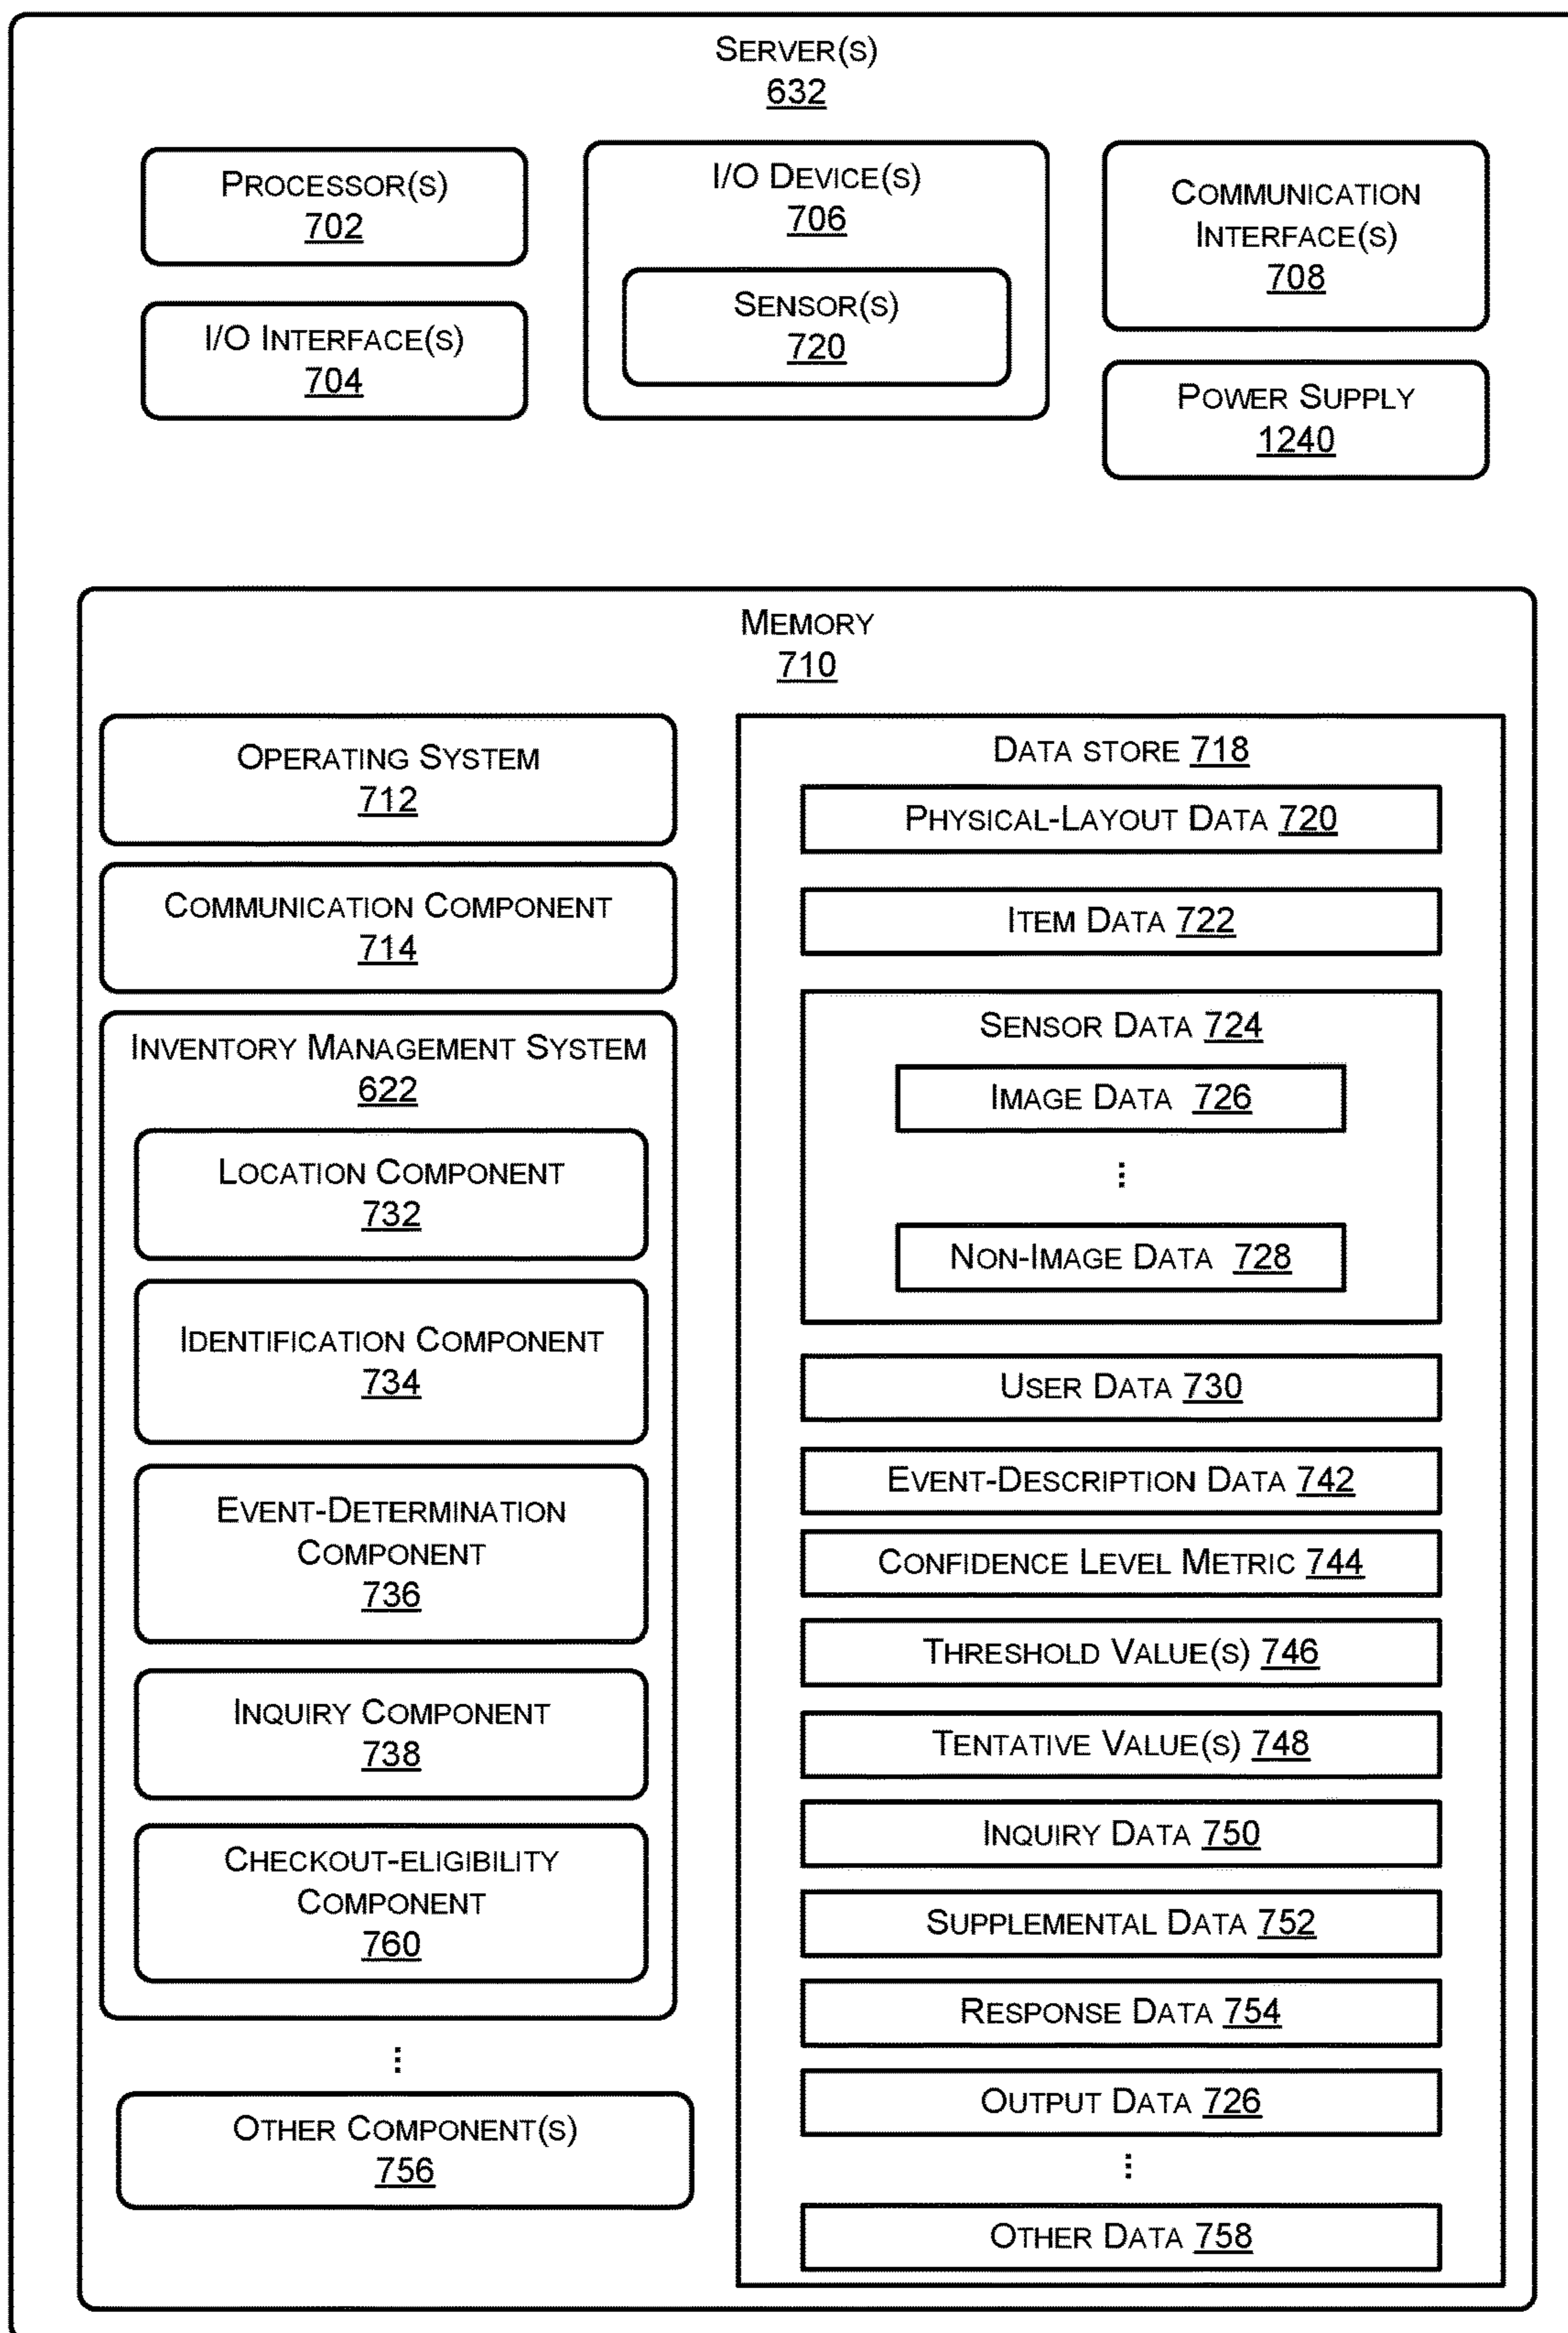 SERVER(S)
632
PROCESSOR(S)
702
I/O INTERFACE(S)
704
I/O DEVICE(S)
706
SENSOR(S)
720
COMMUNICATION
INTERFACE(S)
708
POWER SUPPLY
1240
MEMORY
710
OPERATING SYSTEM
712
COMMUNICATION COMPONENT
714
INVENTORY MANAGEMENT SYSTEM
622
LOCATION COMPONENT
732
IDENTIFICATION COMPONENT
734
EVENT-DETERMINATION
COMPONENT
736
INQUIRY COMPONENT
738
CHECKOUT-ELIGIBILITY
COMPONENT
760
⋮
OTHER COMPONENT(S)
756
DATA STORE 718
PHYSICAL-LAYOUT DATA 720
ITEM DATA 722
SENSOR DATA 724
IMAGE DATA 726
⋮
NON-IMAGE DATA 728
USER DATA 730
EVENT-DESCRIPTION DATA 742
CONFIDENCE LEVEL METRIC 744
THRESHOLD VALUE(S) 746
TENTATIVE VALUE(S) 748
INQUIRY DATA 750
SUPPLEMENTAL DATA 752
RESPONSE DATA 754
OUTPUT DATA 726
⋮
OTHER DATA 758